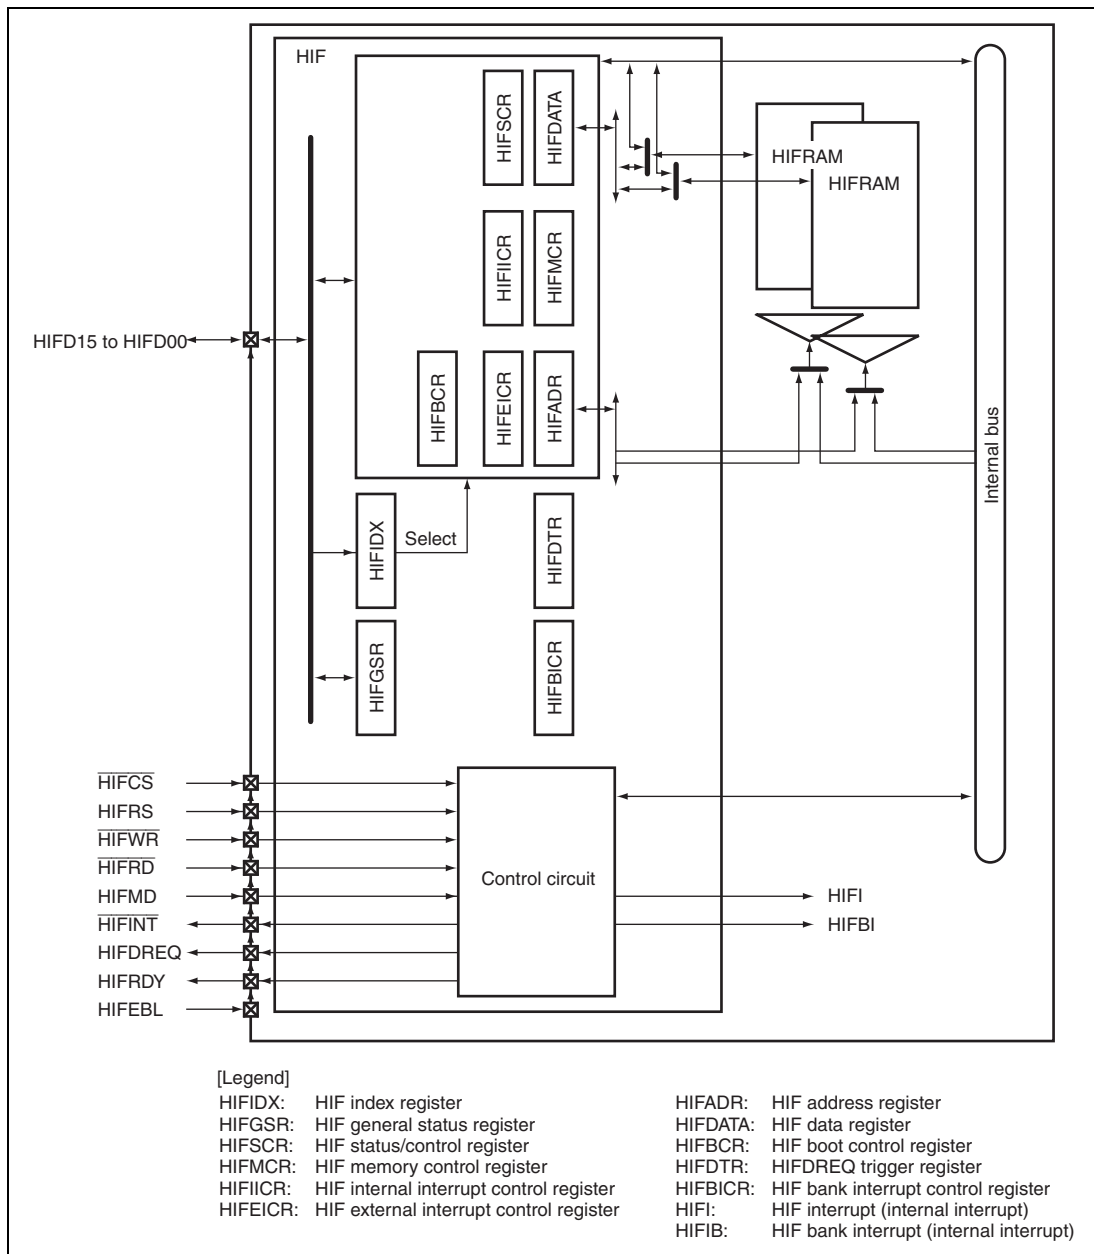 HIF
HIFSCR
HIFDATA
HIFRAM
HIFRAM
HIFIICR
HIFMCR
HIFD15 to HIFD00
HIFBCR
HIFEICR
HIFADR
Internal bus
HIFIDX
Select
HIFDTR
HIFGSR
HIFBICR
HIFCS
HIFRS
HIFWR
HIFRD
HIFMD
HIFINT
HIFDREQ
HIFRDY
HIFEBL
Control circuit
HIFI
HIFBI
[Legend]
HIFIDX: HIF index register
HIFGSR: HIF general status register
HIFSCR: HIF status/control register
HIFMCR: HIF memory control register
HIFIICR: HIF internal interrupt control register
HIFEICR: HIF external interrupt control register
HIFADR: HIF address register
HIFDATA: HIF data register
HIFBCR: HIF boot control register
HIFDTR: HIFDREQ trigger register
HIFBICR: HIF bank interrupt control register
HIFI: HIF interrupt (internal interrupt)
HIFIB: HIF bank interrupt (internal interrupt)